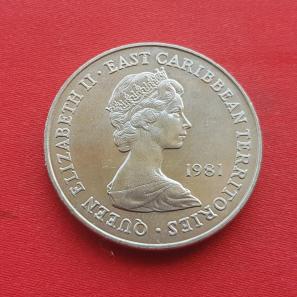 QUEEN ELIZABETH II · EAST CARIBBEAN TERRITORIES ·
1981